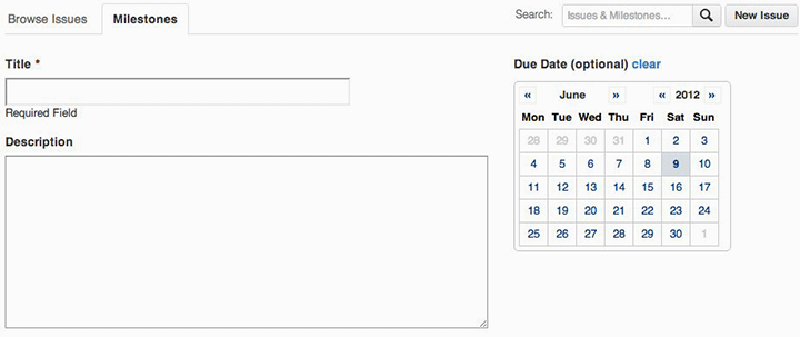 Browse Issues Milestones Search: Issues & Milestones... New Issue
Title *
Required Field
Description
Due Date (optional) clear
« June » « 2012 »
Mon Tue Wed Thu Fri Sat Sun
28 29 30 31 1 2 3
4 5 6 7 8 9 10
11 12 13 14 15 16 17
18 19 20 21 22 23 24
25 26 27 28 29 30 1